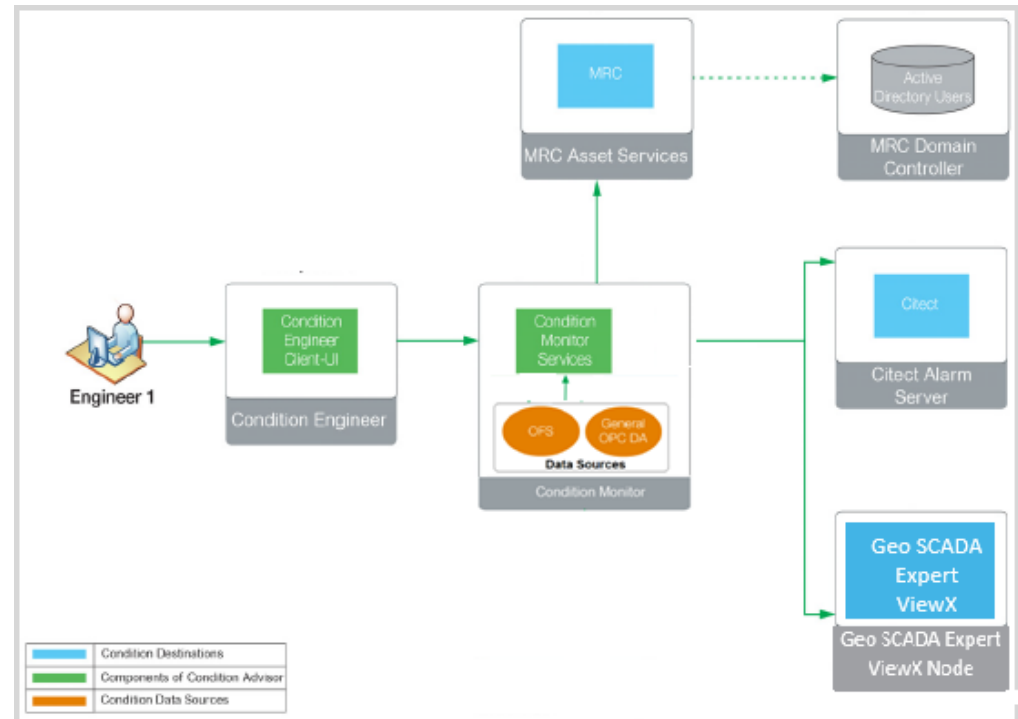 MRC
MRC Asset Services
Active
Directory Users
MRC Domain
Controller
Engineer 1
Condition
Engineer
Client-UI
Condition Engineer
Condition
Monitor
Services
OFS
General
OPC DA
Data Sources
Condition Monitor
Citect
Citect Alarm
Server
Geo SCADA
Expert
ViewX
Geo SCADA Expert
ViewX Node
Condition Destinations
Components of Condition Advisor
Condition Data Sources